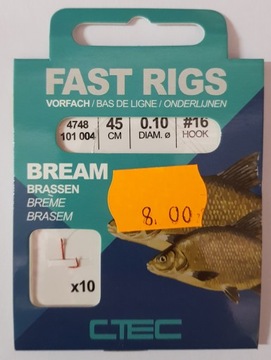 FAST RIGS
VORFACH / BAS DE LIGNE / ONDERLIJNEN
4748
101 004
45
CM
0.10
DIAM. ø
#16
HOOK
BREAM
BRASSEN
BRÈME
BRASEM
8.00
x10
CTEC